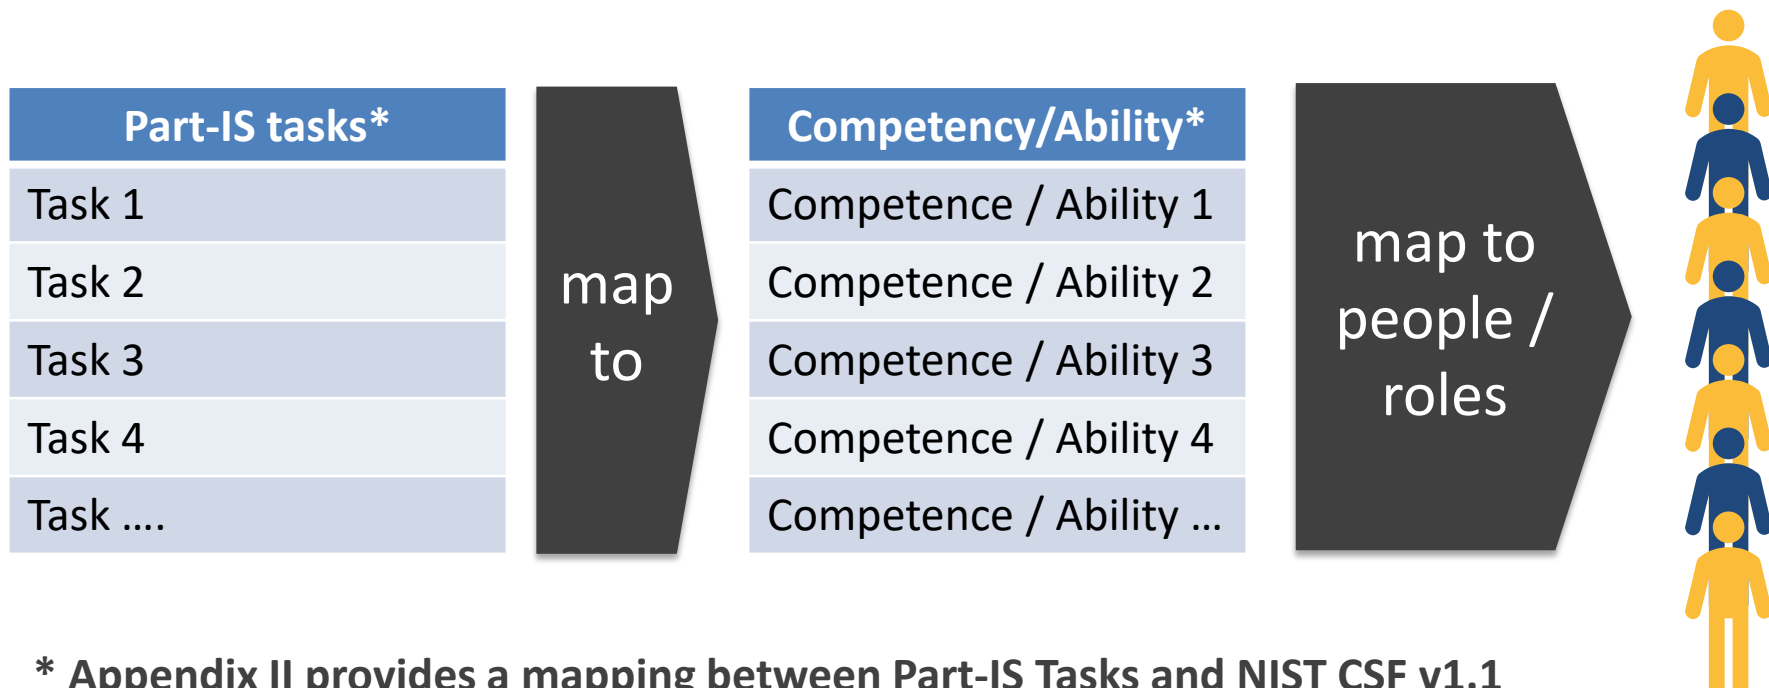 Part-IS tasks*
Task 1
Task 2
Task 3
Task 4
Task ....
map
to
Competency/Ability*
Competence / Ability 1
Competence / Ability 2
Competence / Ability 3
Competence / Ability 4
Competence / Ability ...
map to
people /
roles
* Appendix II provides a mapping between Part-IS Tasks and NIST CSF v1.1